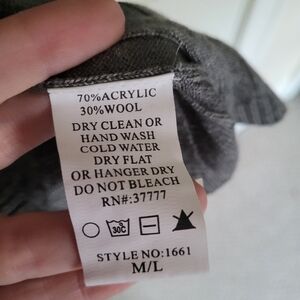 70%ACRYLIC
30%WOOL
DRY CLEAN OR
HAND WASH
COLD WATER
DRY FLAT
OR HANGER DRY
DO NOT BLEACH
RN#:37777
30C
STYLE NO:1661
M/L